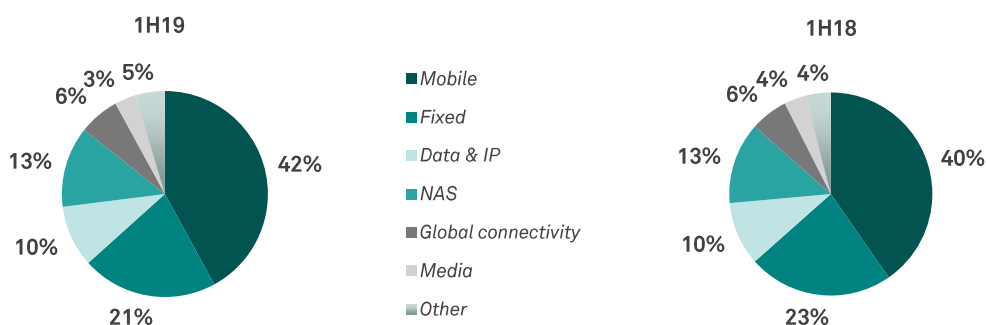 1H19
5%
3%
6%
13%
42%
10%
21%
Mobile
Fixed
Data & IP
NAS
Global connectivity
Media
Other
1H18
4%
4%
6%
13%
40%
10%
23%